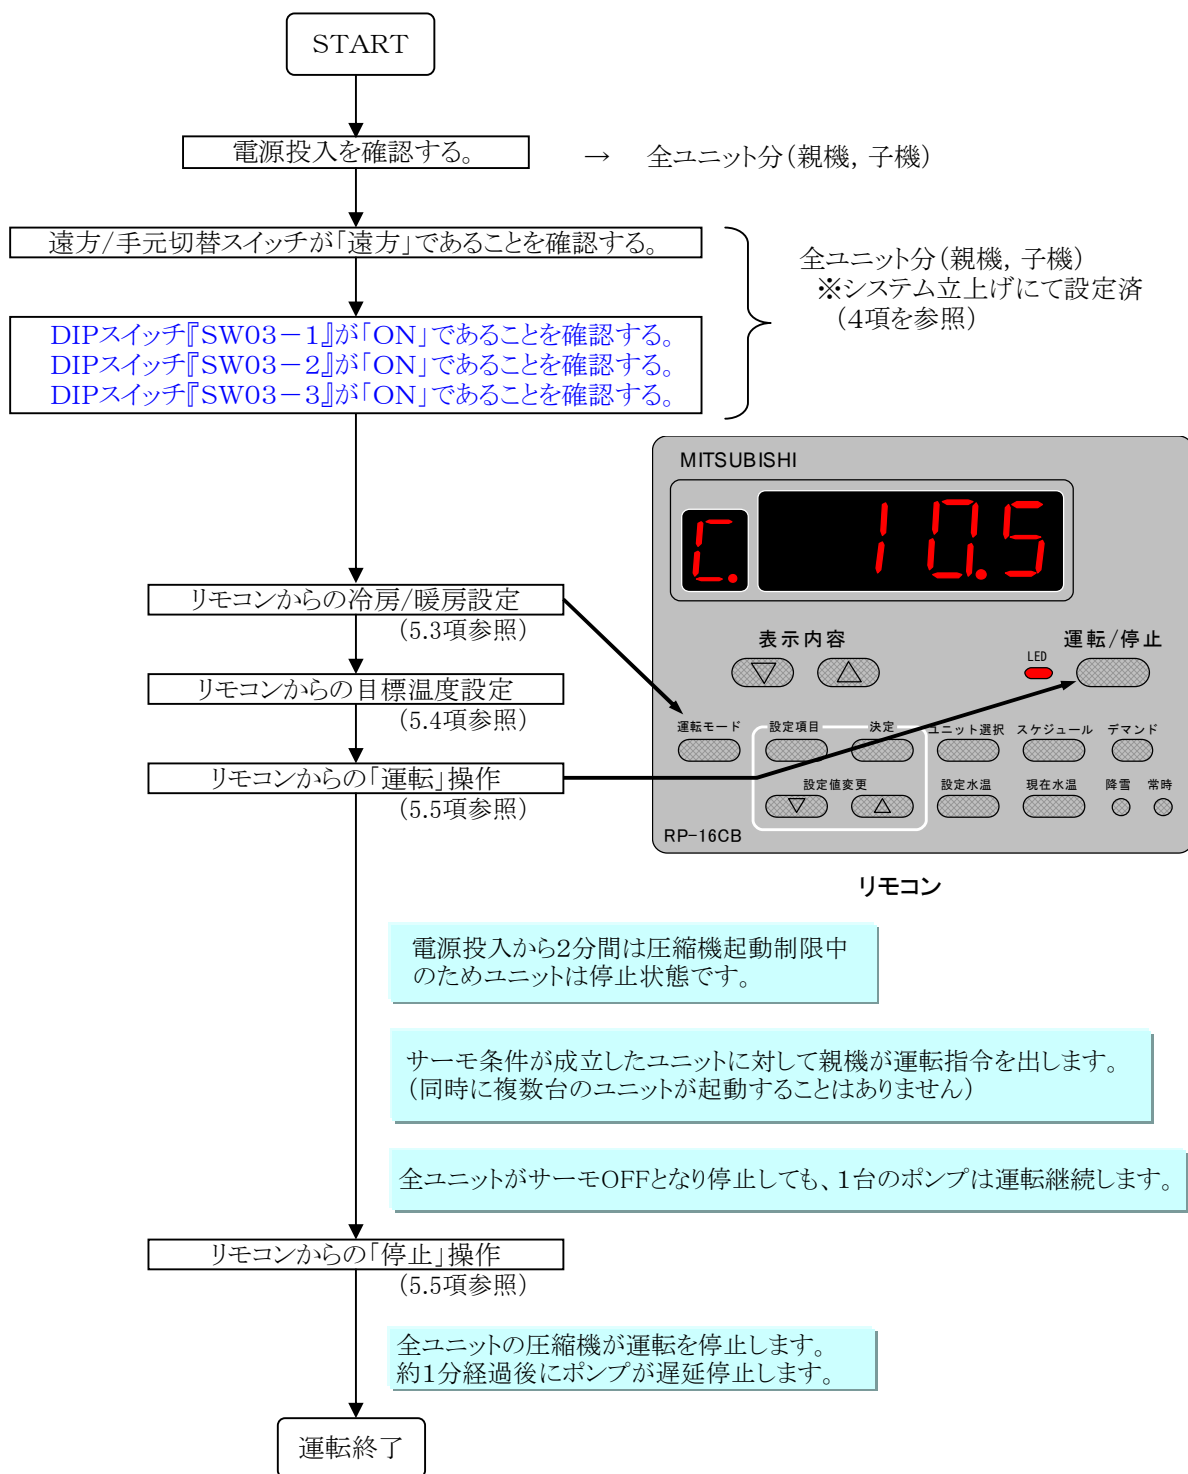 START
電源投入を確認する。
→ 全ユニット分(親機, 子機)
遠方/手元切替スイッチが「遠方」であることを確認する。
全ユニット分(親機, 子機)
※システム立上げにて設定済
(4項を参照)
DIPスイッチ『SW03-1』が「ON」であることを確認する。
DIPスイッチ『SW03-2』が「ON」であることを確認する。
DIPスイッチ『SW03-3』が「ON」であることを確認する。
MITSUBISHI
C. 10.5
表示内容
運転/停止
LED
▽ △
運転モード 設定項目 決定 ユニット選択 スケジュール デマンド
設定値変更 設定水温 現在水温 降雪 常時
▽ △
RP-16CB
リモコン
リモコンからの冷房/暖房設定
(5.3項参照)
リモコンからの目標温度設定
(5.4項参照)
リモコンからの「運転」操作
(5.5項参照)
電源投入から2分間は圧縮機起動制限中
のためユニットは停止状態です。
サーモ条件が成立したユニットに対して親機が運転指令を出します。
(同時に複数台のユニットが起動することはありません)
全ユニットがサーモOFFとなり停止しても、1台のポンプは運転継続します。
リモコンからの「停止」操作
(5.5項参照)
全ユニットの圧縮機が運転を停止します。
約1分経過後にポンプが遅延停止します。
運転終了